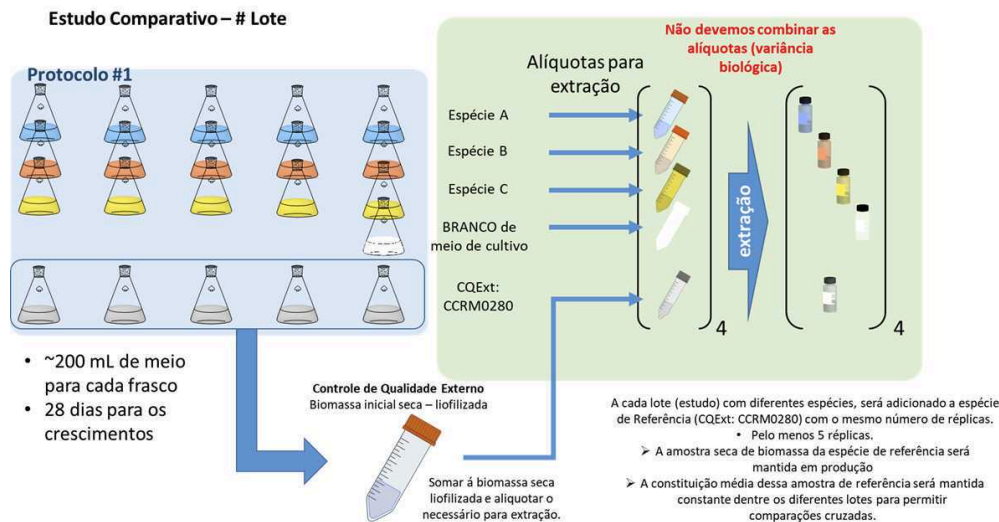 Estudo Comparativo – # Lote
Protocolo #1
Não devemos combinar as
alíquotas (variância
biológica)
Alíquotas para
extração
Espécie A
Espécie B
Espécie C
BRANCO de
meio de cultivo
CQExt:
CCRM0280
extração
4
4
• ~200 mL de meio
para cada frasco
• 28 dias para os
crescimentos
Controle de Qualidade Externo
Biomassa inicial seca – liofilizada
Somar á biomassa seca
liofilizada e aliquotar o
necessário para extração.
A cada lote (estudo) com diferentes espécies, será adicionado a espécie
de Referência (CQExt: CCRM0280) com o mesmo número de réplicas.
• Pelo menos 5 réplicas.
➤ A amostra seca de biomassa da espécie de referência será
mantida em produção
➤ A constituição média dessa amostra de referência será mantida
constante dentre os diferentes lotes para permitir
comparações cruzadas.